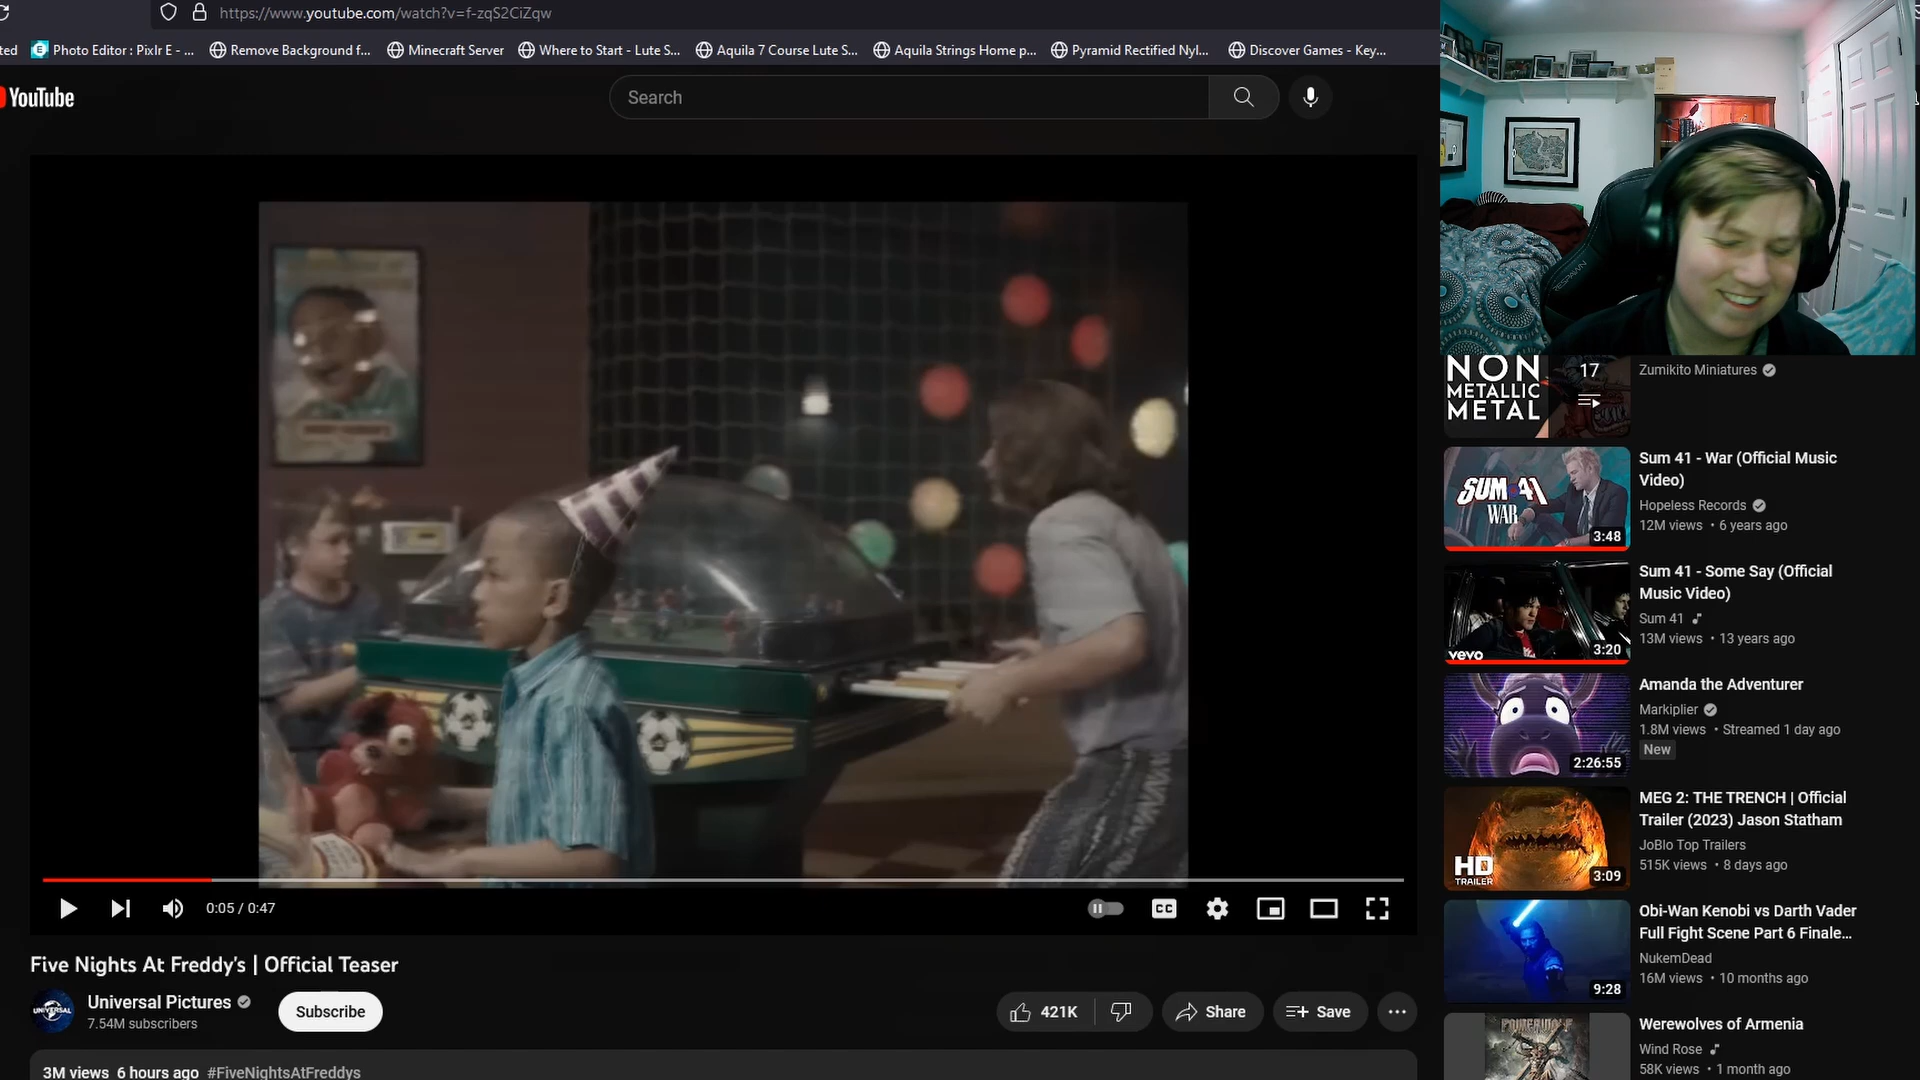 https://www.youtube.com/watch?v=f-zqS2CiZqw
ted
Photo Editor : Pixlr E - ...
Remove Background f...
Minecraft Server
Where to Start - Lute S...
Aquila 7 Course Lute S...
Aquila Strings Home p...
Pyramid Rectified Nyl...
Discover Games - Key...
YouTube
Search
0:05 / 0:47
CC
Five Nights At Freddy's | Official Teaser
UNIVERSAL
Universal Pictures
7.54M subscribers
Subscribe
421K
Share
Save
3M views 6 hours ago #FiveNightsAtFreddys
NON
METALLIC
METAL
17
Zumikito Miniatures
SUM 41
WAR
3:48
Sum 41 - War (Official Music
Video)
Hopeless Records
12M views • 6 years ago
vevo
3:20
Sum 41 - Some Say (Official
Music Video)
Sum 41
13M views • 13 years ago
2:26:55
Amanda the Adventurer
Markiplier
1.8M views • Streamed 1 day ago
New
HD
TRAILER
3:09
MEG 2: THE TRENCH | Official
Trailer (2023) Jason Statham
JoBlo Top Trailers
515K views • 8 days ago
9:28
Obi-Wan Kenobi vs Darth Vader
Full Fight Scene Part 6 Finale...
NukemDead
16M views • 10 months ago
Werewolves of Armenia
Wind Rose
58K views • 1 month ago